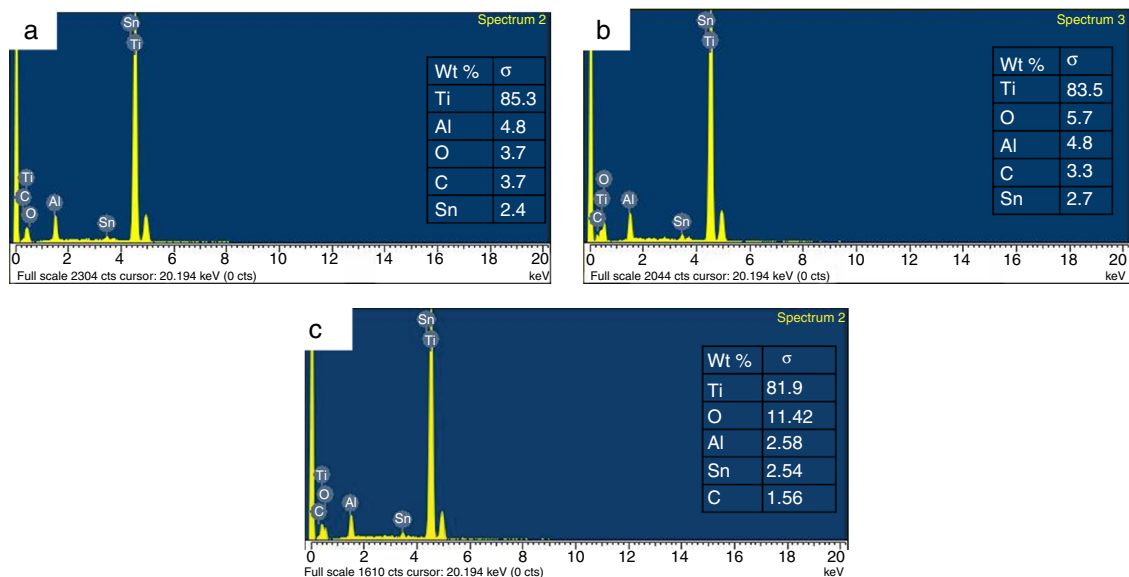 a
Spectrum 2
Sn
Ti
Wt % σ
Ti 85.3
Al 4.8
O 3.7
C 3.7
Sn 2.4
Ti
C
O
Al
Sn
0 2 4 6 8 10 12 14 16 18 20
Full scale 2304 cts cursor: 20.194 keV (0 cts) keV
b
Spectrum 3
Sn
Ti
Wt % σ
Ti 83.5
O 5.7
Al 4.8
C 3.3
Sn 2.7
O
Ti
C
Al
Sn
0 2 4 6 8 10 12 14 16 18 20
Full scale 2044 cts cursor: 20.194 keV (0 cts) keV
c
Spectrum 2
Sn
Ti
Wt % σ
Ti 81.9
O 11.42
Al 2.58
Sn 2.54
C 1.56
Ti
O
C
Al
Sn
0 2 4 6 8 10 12 14 16 18 20
Full scale 1610 cts cursor: 20.194 keV (0 cts) keV